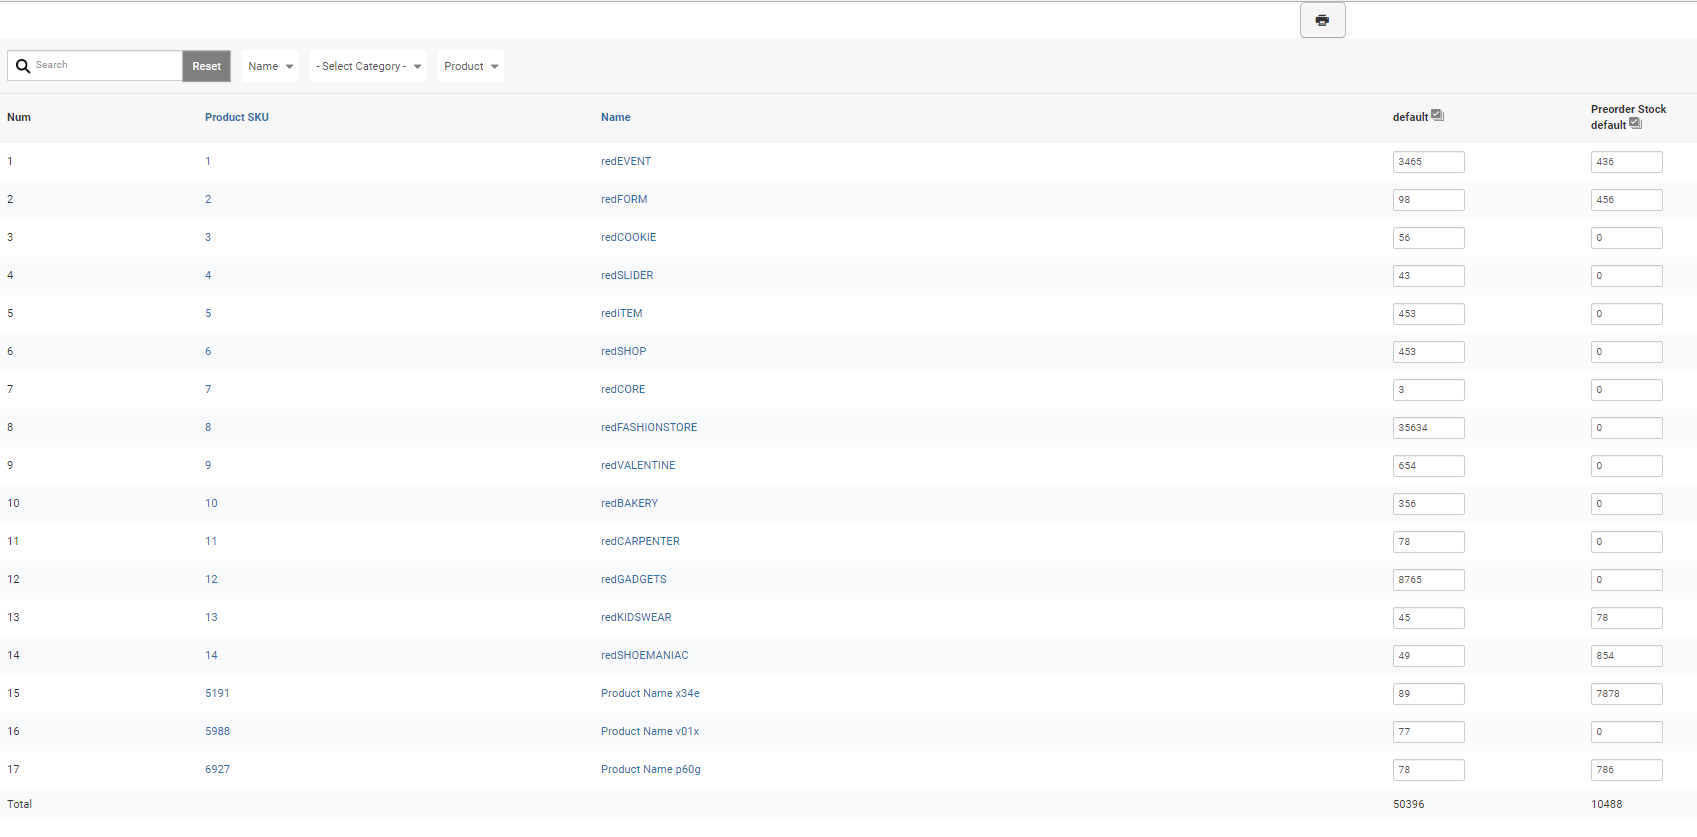 Search Reset Name - Select Category - Product
Num Product SKU Name default Preorder Stock
default
1 1 redEVENT 3465 436
2 2 redFORM 98 456
3 3 redCOOKIE 56 0
4 4 redSLIDER 43 0
5 5 redITEM 453 0
6 6 redSHOP 453 0
7 7 redCORE 3 0
8 8 redFASHIONSTORE 35634 0
9 9 redVALENTINE 654 0
10 10 redBAKERY 356 0
11 11 redCARPENTER 78 0
12 12 redGADGETS 8765 0
13 13 redKIDSWEAR 45 78
14 14 redSHOEMANIAC 49 854
15 5191 Product Name x34e 89 7878
16 5988 Product Name v01x 77 0
17 6927 Product Name p60g 78 786
Total 50396 10488